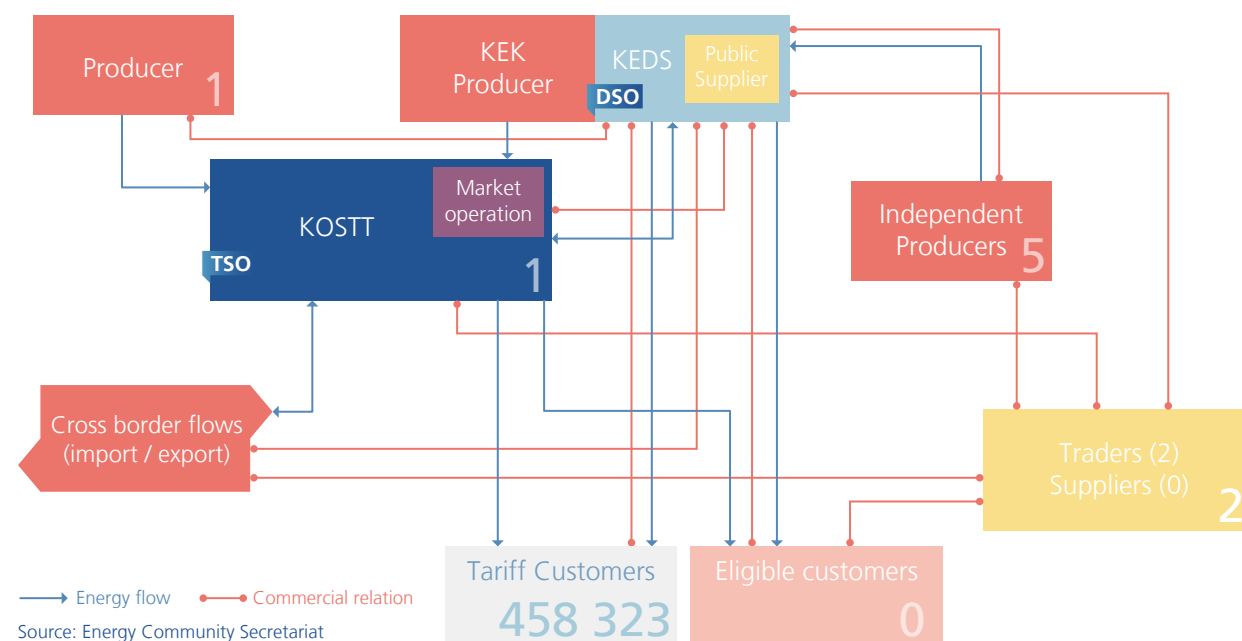 Producer
1
KEK
Producer
KEDS
Public
Supplier
DSO
KOSTT
Market
operation
TSO
1
Independent
Producers
5
Cross border flows
(import / export)
Traders (2)
Suppliers (0)
2
Tariff Customers
458 323
Eligible customers
0
Energy flow
Commercial relation
Source: Energy Community Secretariat